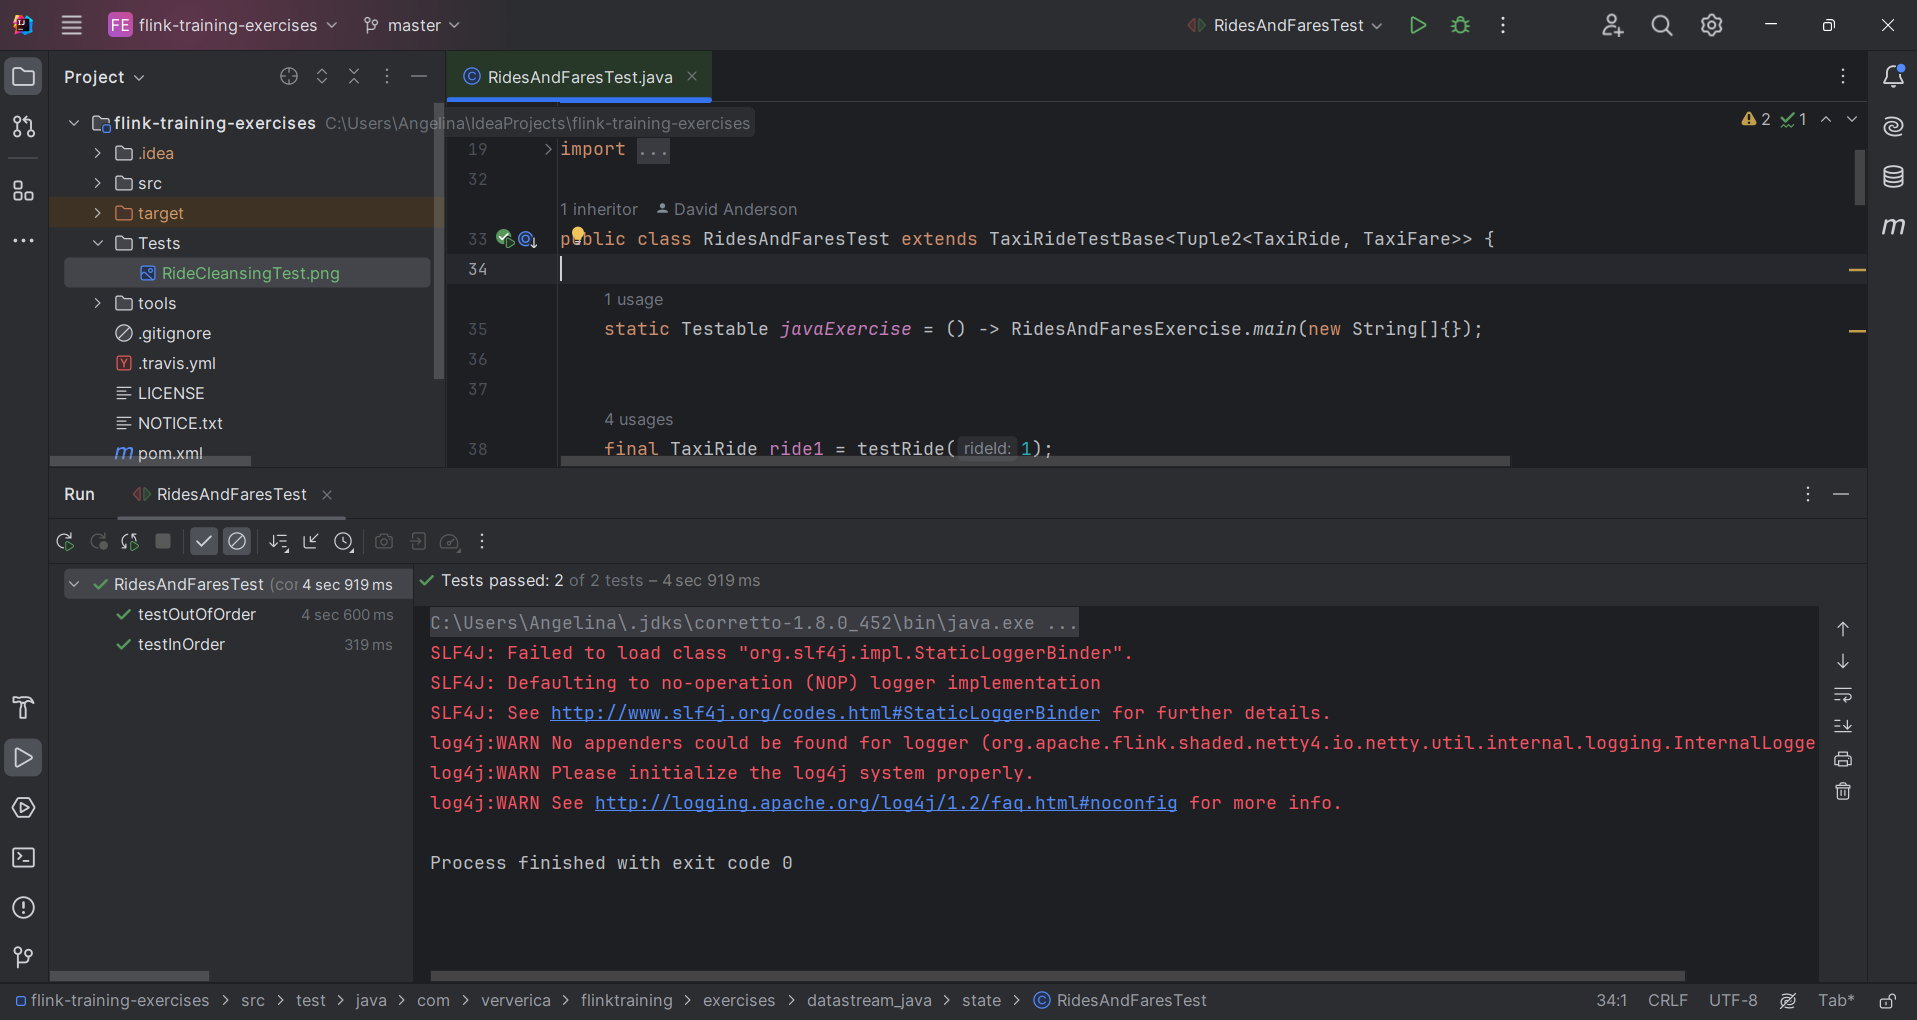 FE flink-training-exercises master RidesAndFaresTest
Project
RidesAndFaresTest.java
flink-training-exercises C:\Users\Angelina\IdeaProjects\flink-training-exercises
.idea
src
target
Tests
RideCleansingTest.png
tools
.gitignore
.travis.yml
LICENSE
NOTICE.txt
pom.xml
2 1
19 import ...
32
1 inheritor David Anderson
33 public class RidesAndFaresTest extends TaxiRideTestBase<Tuple2<TaxiRide, TaxiFare>> {
34
1 usage
35 static Testable javaExercise = () -> RidesAndFaresExercise.main(new String[]{});
36
37
4 usages
38 final TaxiRide ride1 = testRide( rideId: 1);
Run RidesAndFaresTest
RidesAndFaresTest (cor 4 sec 919 ms
testOutOfOrder 4 sec 600 ms
testInOrder 319 ms
Tests passed: 2 of 2 tests – 4 sec 919 ms
C:\Users\Angelina\.jdks\corretto-1.8.0_452\bin\java.exe ...
SLF4J: Failed to load class "org.slf4j.impl.StaticLoggerBinder".
SLF4J: Defaulting to no-operation (NOP) logger implementation
SLF4J: See http://www.slf4j.org/codes.html#StaticLoggerBinder for further details.
log4j:WARN No appenders could be found for logger (org.apache.flink.shaded.netty4.io.netty.util.internal.logging.InternalLogge
log4j:WARN Please initialize the log4j system properly.
log4j:WARN See http://logging.apache.org/log4j/1.2/faq.html#noconfig for more info.
Process finished with exit code 0
flink-training-exercises > src > test > java > com > ververica > flinktraining > exercises > datastream_java > state > RidesAndFaresTest
34:1 CRLF UTF-8 Tab*